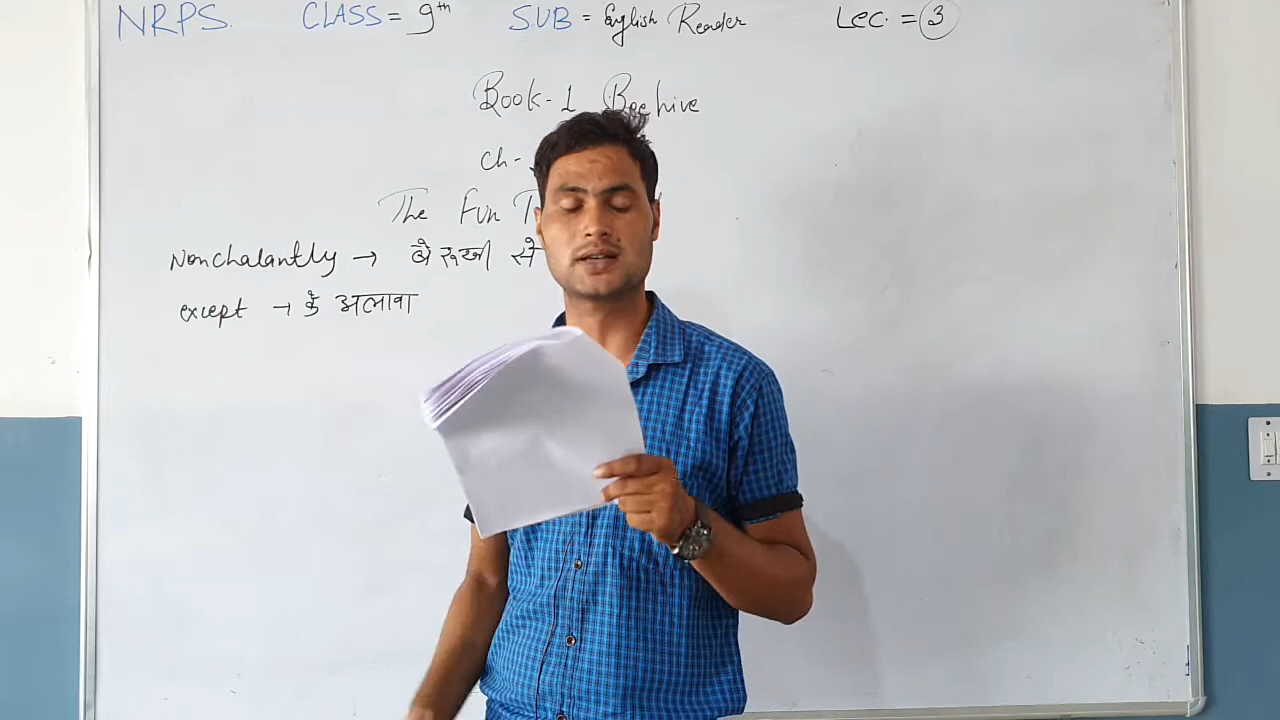 NRPS. CLASS = 9th SUB = English Reader Lec. = 3
Book-1 Beehive
ch-
The Fun
Nonchalantly → बेरूखी से
except → के अलावा